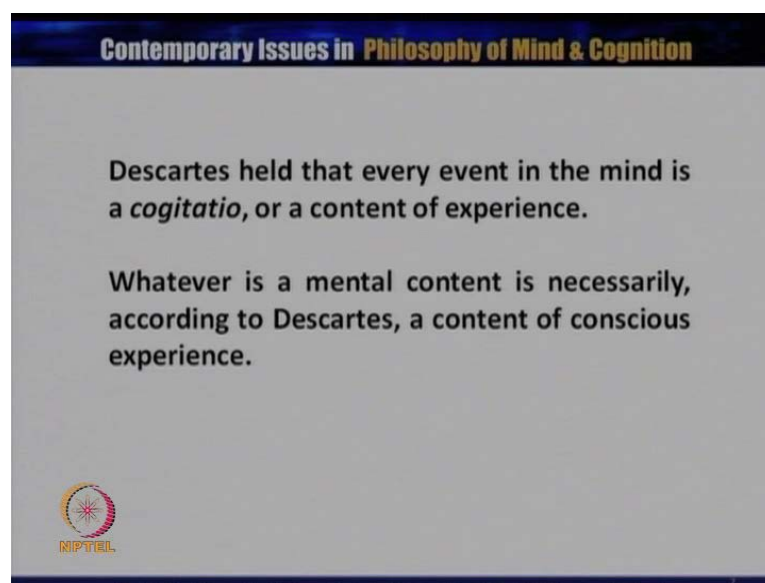 Contemporary Issues in Philosophy of Mind & Cognition
Descartes held that every event in the mind is
a cogitatio, or a content of experience.
Whatever is a mental content is necessarily,
according to Descartes, a content of conscious
experience.
NPTEL